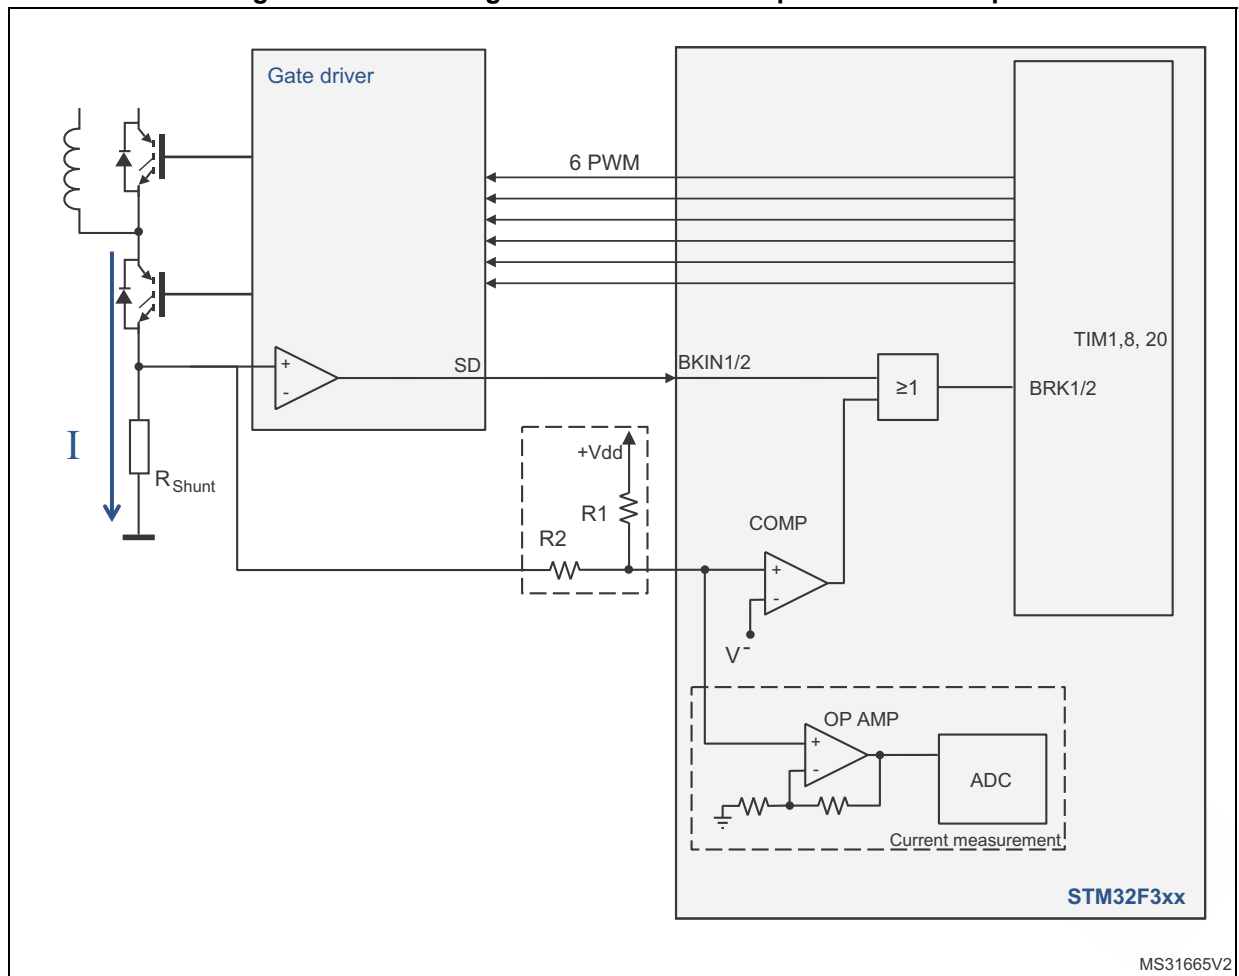 Gate driver
6 PWM
TIM1,8, 20
SD
BKIN1/2
≥1
BRK1/2
+
-
I
RShunt
+Vdd
R1
R2
COMP
+
-
V-
OP AMP
+
-
ADC
Current measurement
STM32F3xx
MS31665V2